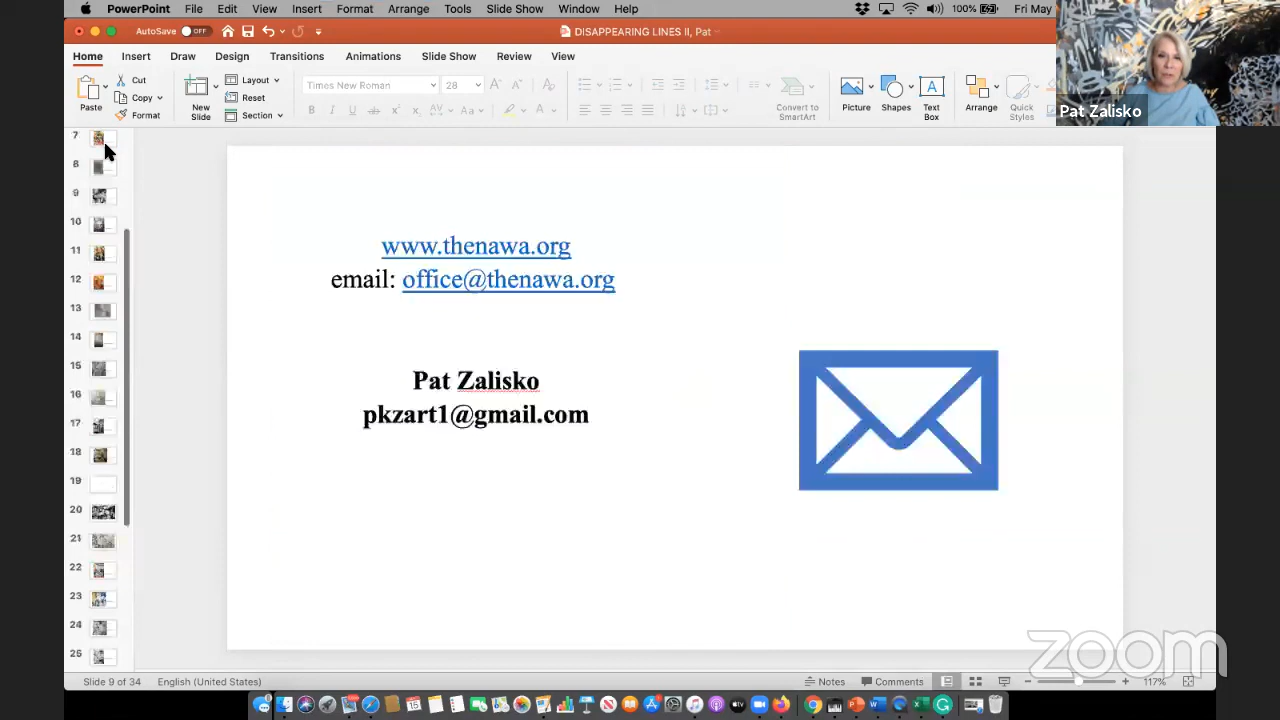 PowerPoint File Edit View Insert Format Arrange Tools Slide Show Window Help 100% Fri May
AutoSave OFF DISAPPEARING LINES II, Pat
Home Insert Draw Design Transitions Animations Slide Show Review View
Paste Cut Copy Format
New Slide Layout Reset Section
Times New Roman 28
Convert to SmartArt
Picture Shapes Text Box Arrange Quick Styles
Pat Zalisko
7
8
9
10
11
12
13
14
15
16
17
18
19
20
21
22
23
24
25
www.thenawa.org
email: office@thenawa.org
Pat Zalisko
pkzart1@gmail.com
zoom
Slide 9 of 34 English (United States) Notes Comments 117%